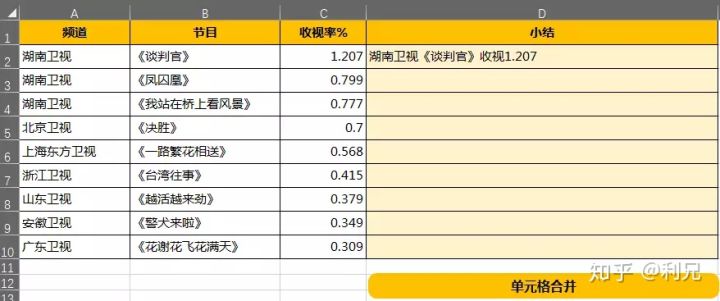 A B C D
1 频道 节目 收视率% 小结
2 湖南卫视 《谈判官》 1.207 湖南卫视《谈判官》收视1.207
3 湖南卫视 《凤囚凰》 0.799
4 湖南卫视 《我站在桥上看风景》 0.777
5 北京卫视 《决胜》 0.7
6 上海东方卫视 《一路繁花相送》 0.568
7 浙江卫视 《台湾往事》 0.415
8 山东卫视 《越活越来劲》 0.379
9 安徽卫视 《警犬来啦》 0.349
10 广东卫视 《花谢花飞花满天》 0.309
11
12 单元格合并
13
知乎 @利兄